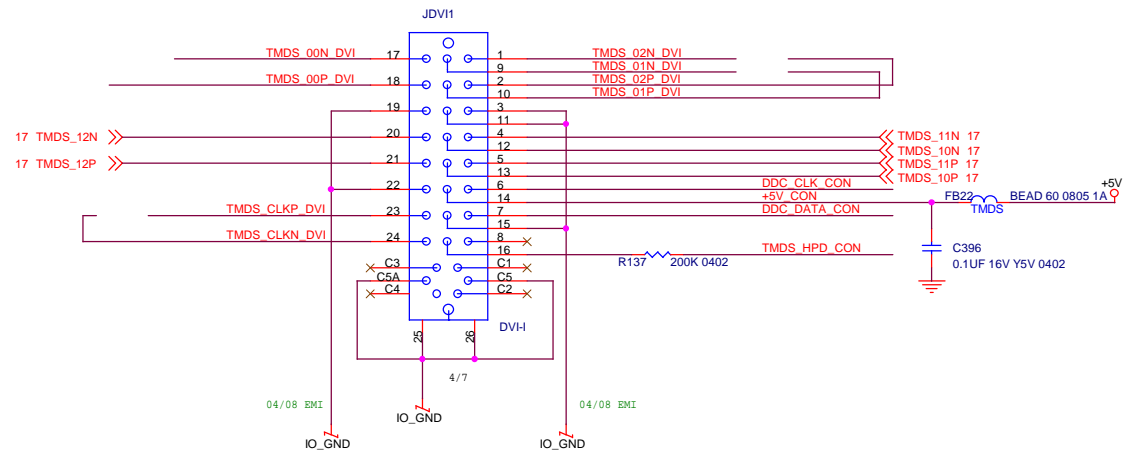 JDVI1
TMDS_00N_DVI 17 1 TMDS_02N_DVI
9 TMDS_01N_DVI
TMDS_00P_DVI 18 2 TMDS_02P_DVI
10 TMDS_01P_DVI
19 3
11
17 TMDS_12N 20 4 TMDS_11N 17
12 TMDS_10N 17
17 TMDS_12P 21 5 TMDS_11P 17
13 TMDS_10P 17
22 6 DDC_CLK_CON
14 +5V_CON FB22 BEAD 60 0805 1A +5V
TMDS
TMDS_CLKP_DVI 23 7 DDC_DATA_CON
15
TMDS_CLKN_DVI 24 8
16 TMDS_HPD_CON
R137 200K 0402
C396
0.1UF 16V Y5V 0402
C3 C1
C5A C5
C4 C2
DVI-I
25 26
4/7
04/08 EMI 04/08 EMI
IO_GND
IO_GND IO_GND